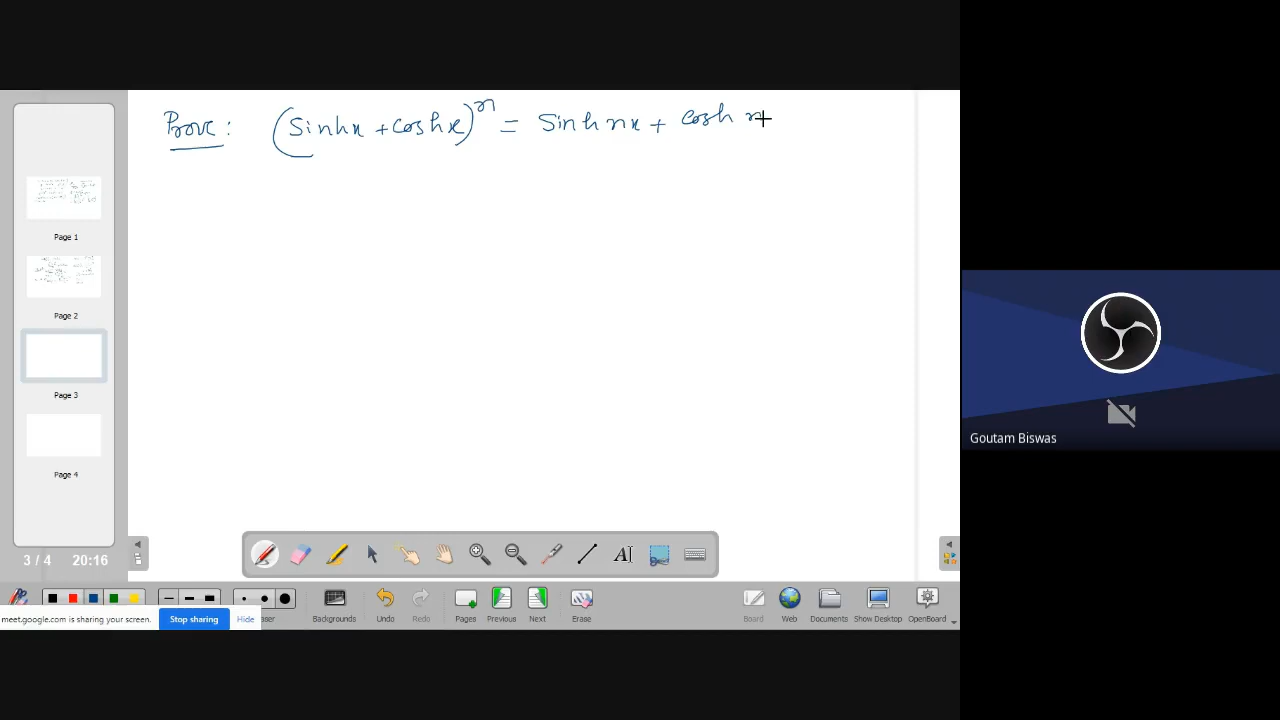 Prove : (Sinhx + coshx)^n = Sinh nx + cosh n
Page 1
Page 2
Page 3
Page 4
3 / 4 20:16
Goutam Biswas
AI
meet.google.com is sharing your screen. Stop sharing Hide
aser
Backgrounds Undo Redo Pages Previous Next Erase Board Web Documents Show Desktop OpenBoard